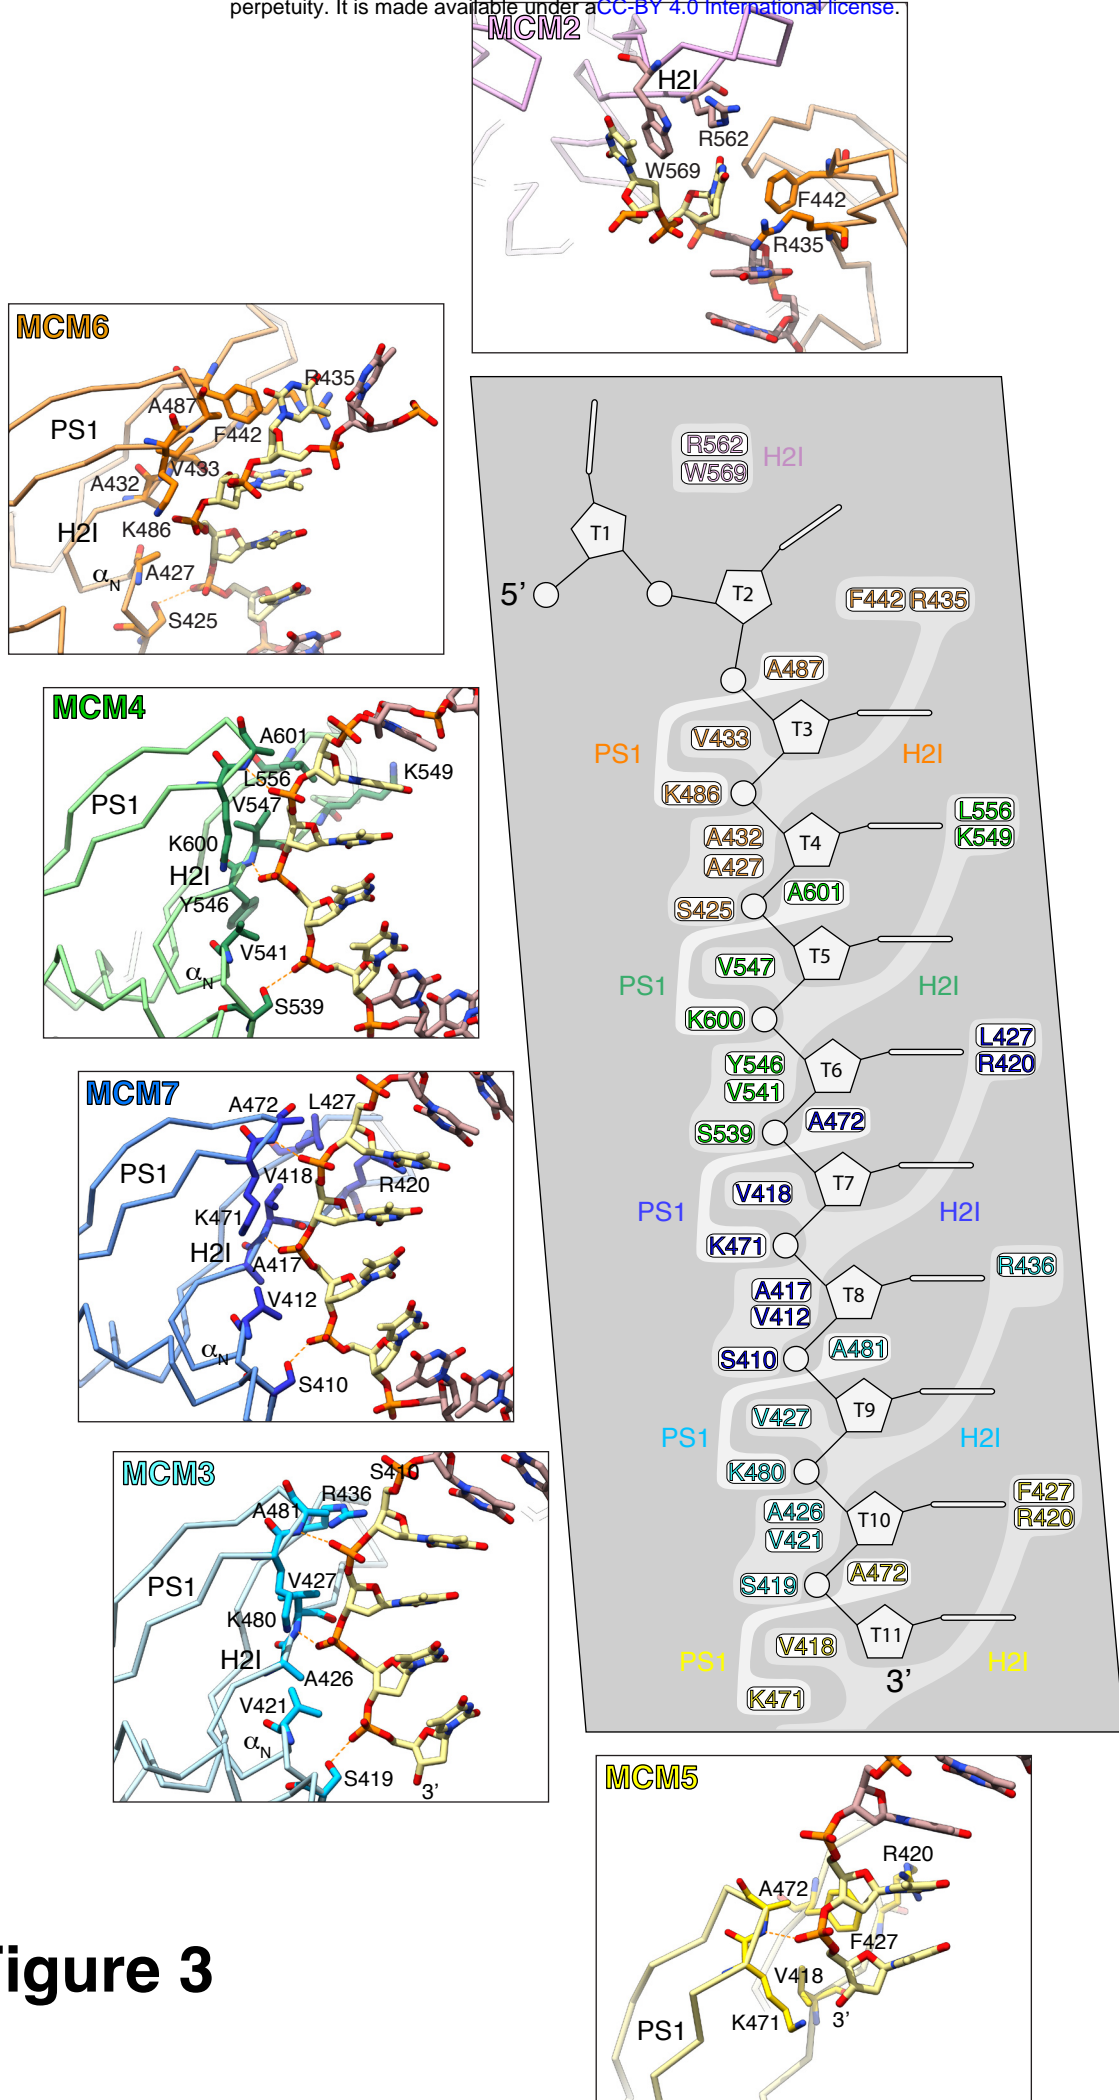 perpetuity. It is made available under aCC-BY 4.0 International license.
MCM2
H2I
R562
W569
F442
R435
MCM6
R435
A487
PS1
F442
V433
A432
H2I
K486
αN
A427
S425
R562
W569
H2I
T1
5’
T2
F442
R435
A487
T3
V433
PS1
H2I
K486
L556
K549
A432
T4
A427
A601
S425
T5
V547
PS1
H2I
K600
L427
R420
Y546
T6
V541
A472
S539
T7
V418
PS1
H2I
K471
R436
A417
T8
V412
A481
S410
T9
V427
PS1
H2I
K480
F427
R420
A426
T10
V421
A472
S419
T11
V418
PS1
H2I
3’
K471
MCM4
A601
L556
K549
PS1
V547
K600
H2I
Y546
V541
αN
S539
MCM7
A472
L427
PS1
V418
R420
K471
H2I
A417
V412
αN
S410
MCM3
S410
R436
A481
PS1
V427
K480
H2I
A426
V421
αN
S419
3’
MCM5
R420
A472
F427
V418
K471
3’
PS1
igure 3